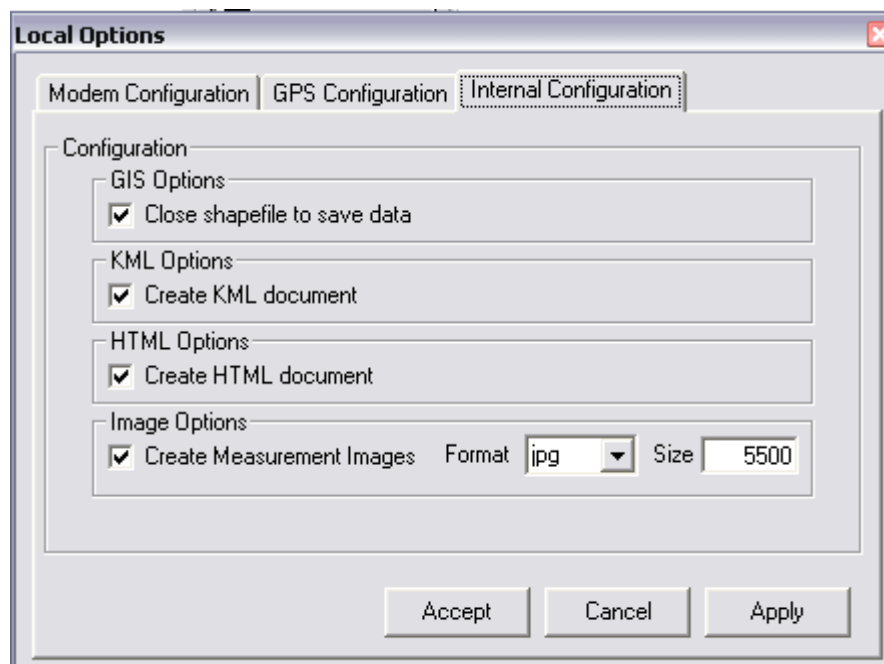 Local Options
Modem Configuration GPS Configuration Internal Configuration
Configuration
GIS Options
Close shapefile to save data
KML Options
Create KML document
HTML Options
Create HTML document
Image Options
Create Measurement Images Format jpg Size 5500
Accept Cancel Apply